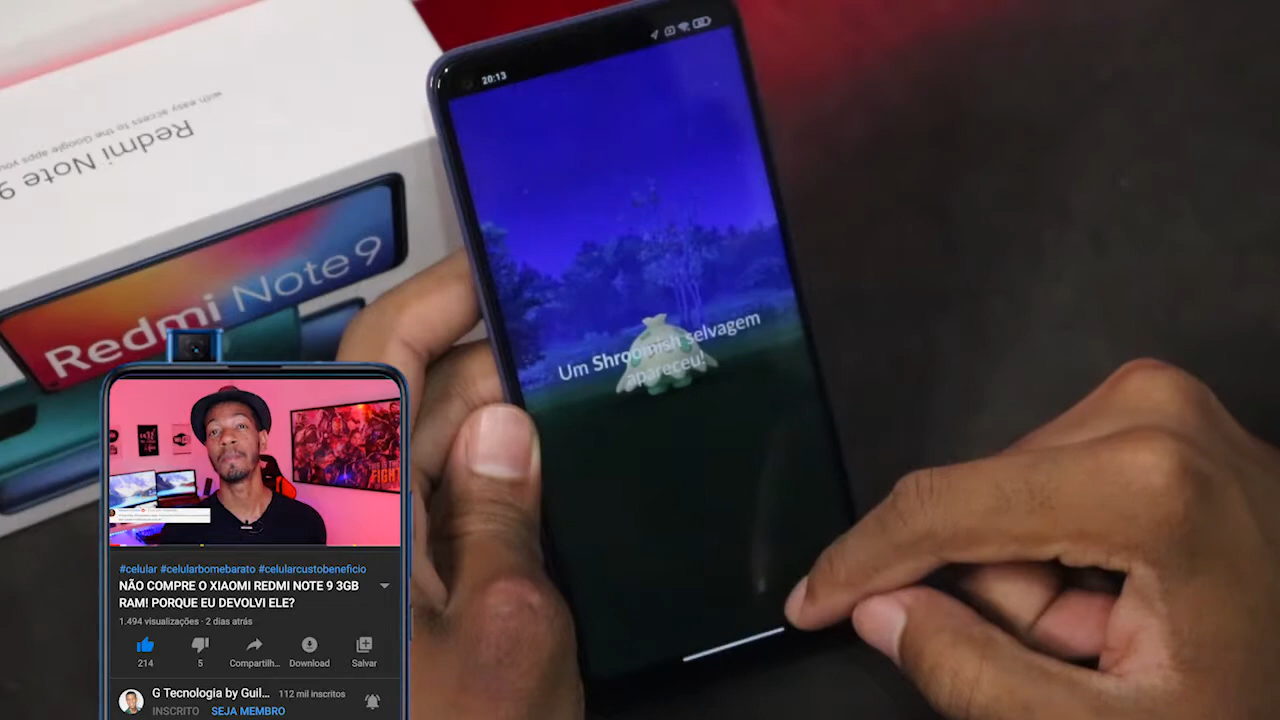 20:13
with easy access to the Google apps you
Redmi Note 9
Redmi Note 9
Um Shroomish selvagem
apareceu!
FIGHT
#celular #celularbomebarato #celularcustobeneficio
NÃO COMPRE O XIAOMI REDMI NOTE 9 3GB
RAM! PORQUE EU DEVOLVI ELE?
1.494 visualizações · 2 dias atrás
214
5
Compartilh...
Download
Salvar
G Tecnologia by Guil...
112 mil inscritos
INSCRITO
SEJA MEMBRO